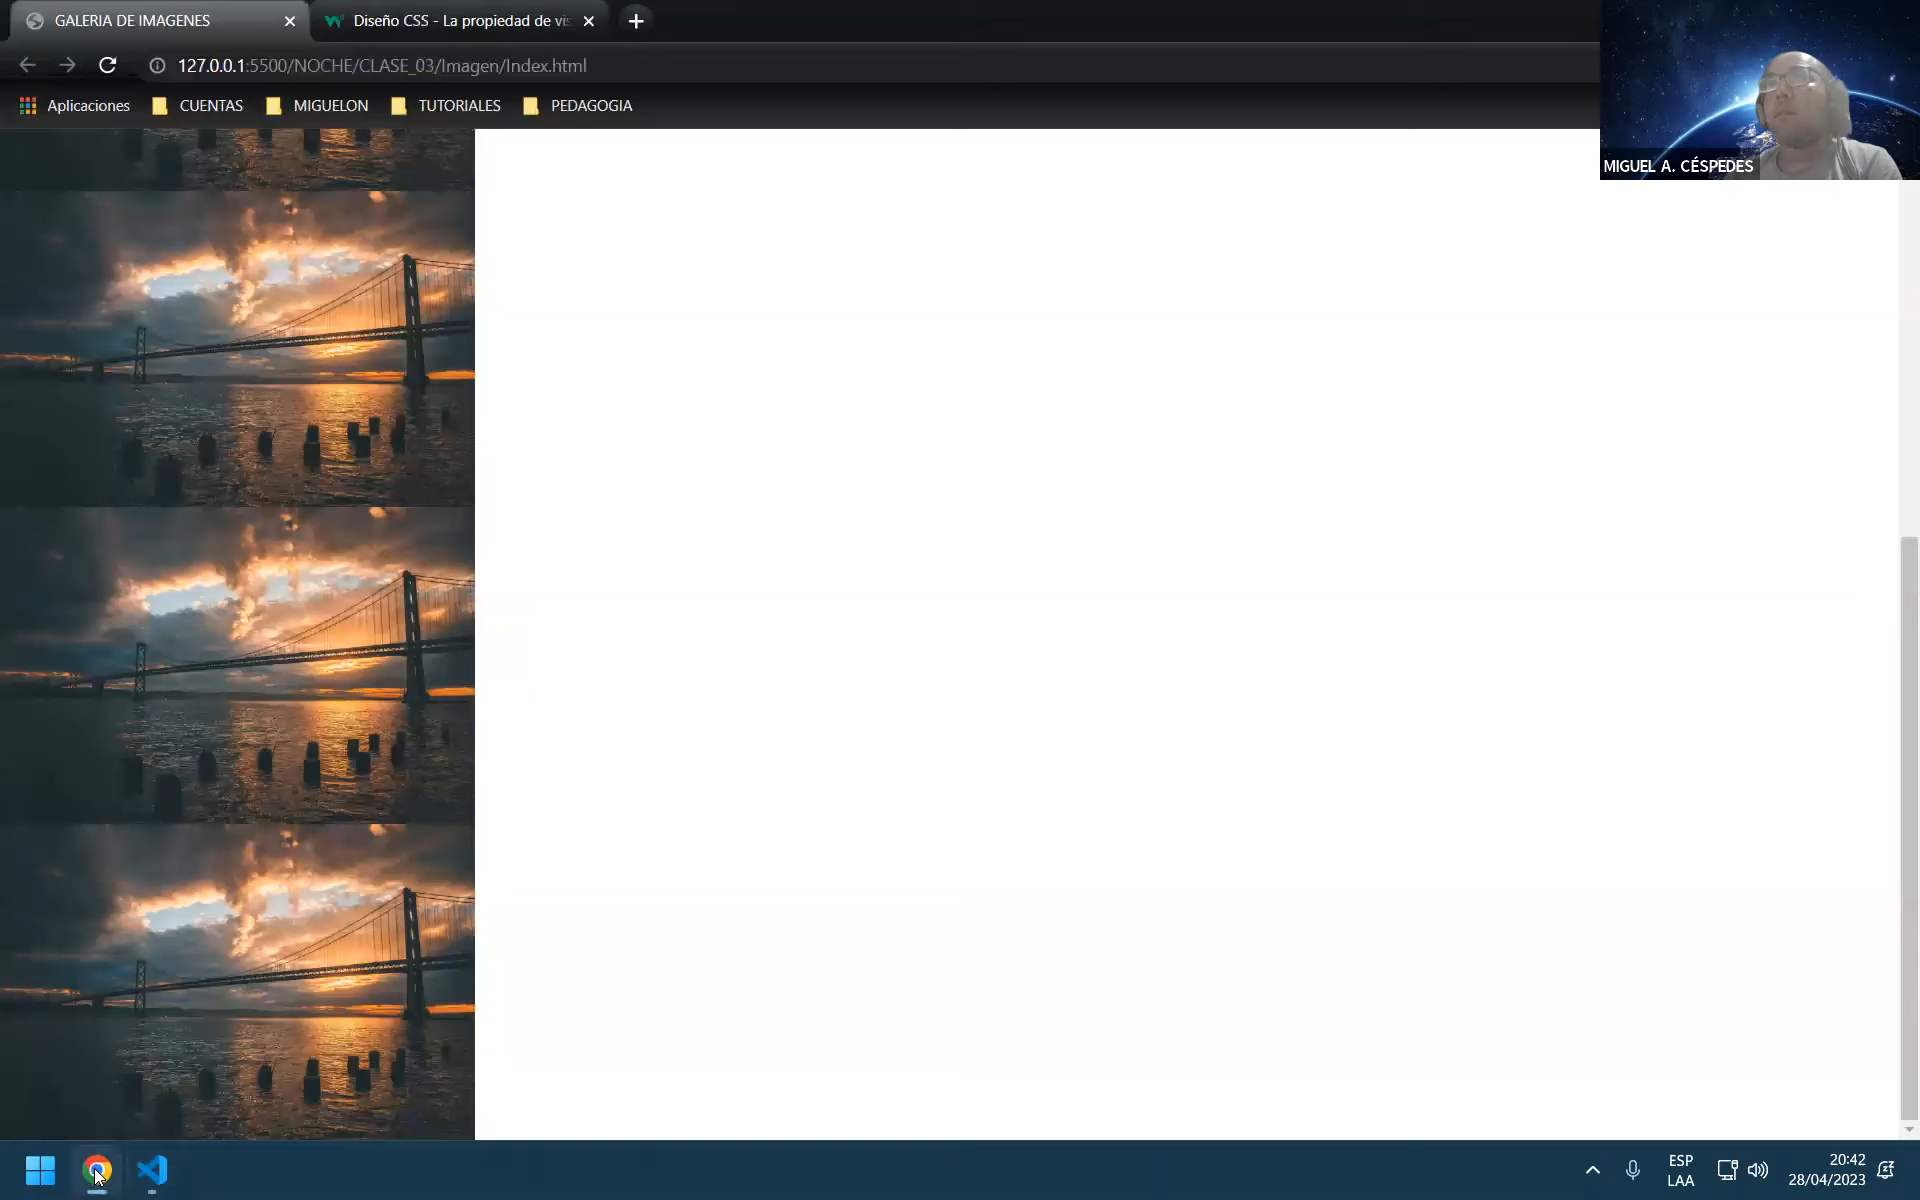 GALERIA DE IMAGENES
Diseño CSS - La propiedad de vis
127.0.0.1:5500/NOCHE/CLASE_03/Imagen/Index.html
Aplicaciones
CUENTAS
MIGUELON
TUTORIALES
PEDAGOGIA
MIGUEL A. CÉSPEDES
ESP
LAA
20:42
28/04/2023